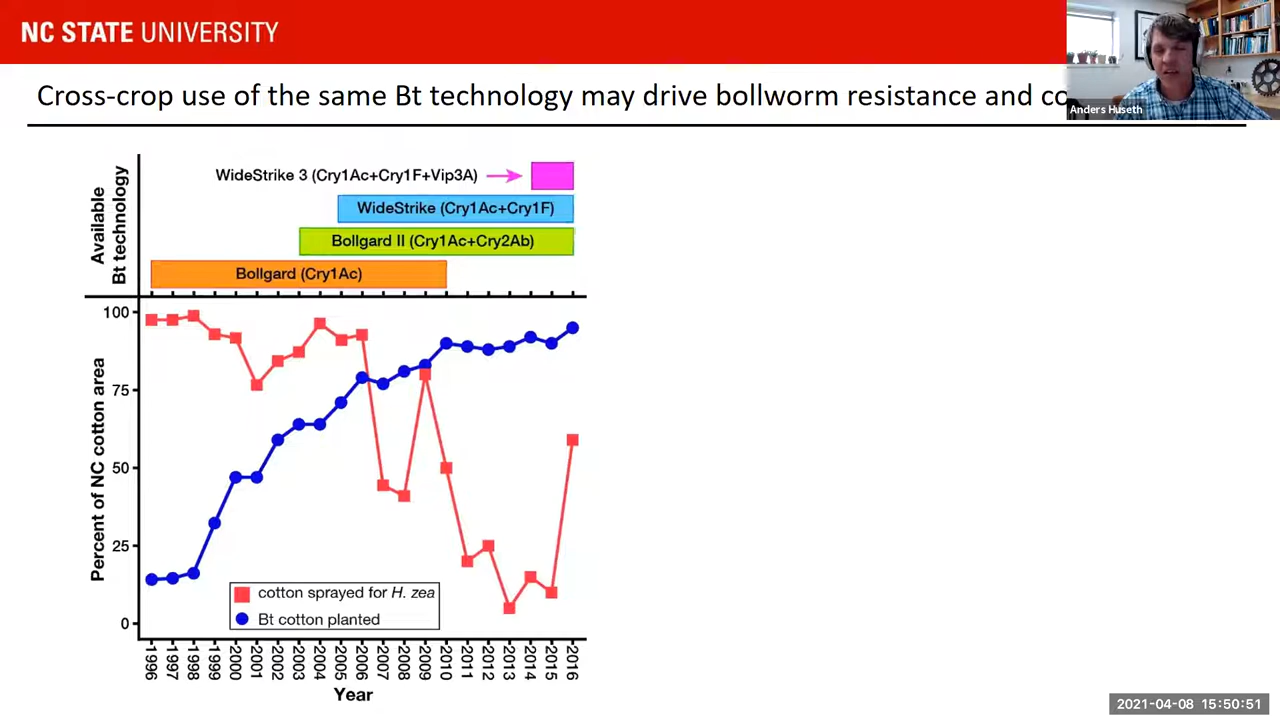 NC STATE UNIVERSITY
Cross-crop use of the same Bt technology may drive bollworm resistance and
Anders Huseth
Available
Bt technology
WideStrike 3 (Cry1Ac+Cry1F+Vip3A)
WideStrike (Cry1Ac+Cry1F)
Bollgard II (Cry1Ac+Cry2Ab)
Bollgard (Cry1Ac)
Percent of NC cotton area
100
75
50
25
0
cotton sprayed for H. zea
Bt cotton planted
1996 1997 1998 1999 2000 2001 2002 2003 2004 2005 2006 2007 2008 2009 2010 2011 2012 2013 2014 2015 2016
Year
2021-04-08 15:50:51